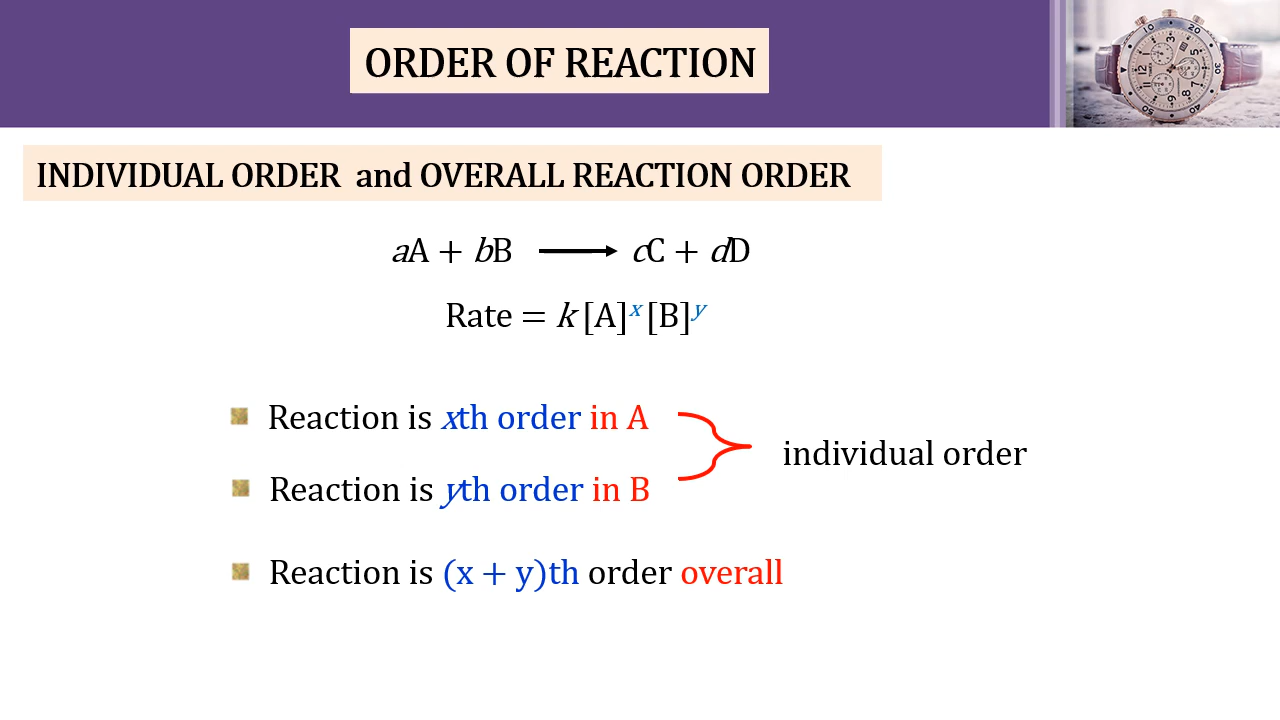 ORDER OF REACTION
INDIVIDUAL ORDER and OVERALL REACTION ORDER
aA + bB ⟶ cC + dD
Rate = k [A]^x [B]^y
Reaction is xth order in A
individual order
Reaction is yth order in B
Reaction is (x + y)th order overall